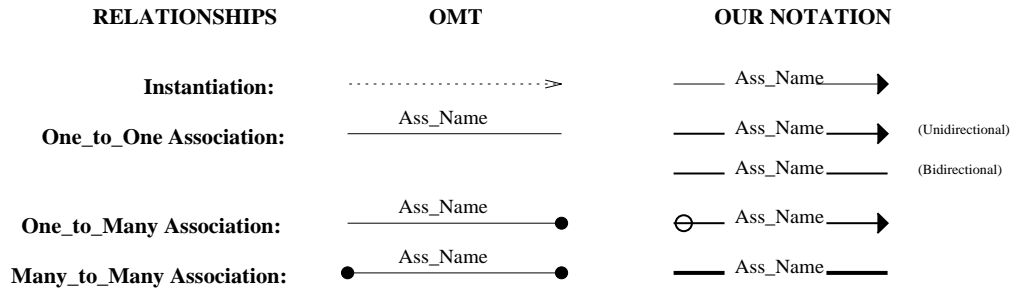 RELATIONSHIPS OMT OUR NOTATION
Instantiation: Ass_Name
One_to_One Association: Ass_Name Ass_Name (Unidirectional)
Ass_Name (Bidirectional)
One_to_Many Association: Ass_Name Ass_Name
Many_to_Many Association: Ass_Name Ass_Name